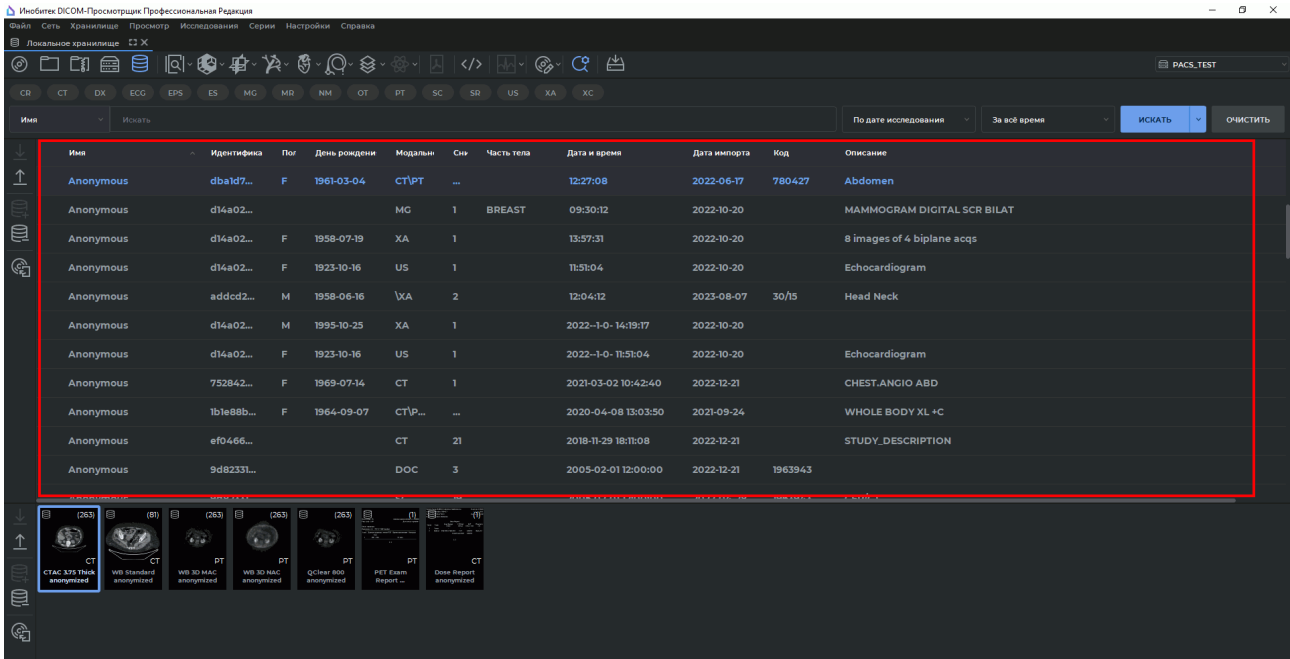 Инобитек DICOM-Просмотрщик Профессиональная Редакция
Файл Сеть Хранилище Просмотр Исследования Серии Настройки Справка
Локальное хранилище
PACS_TEST
CR CT DX ECG EPS ES MG MR NM OT PT SC SR US XA XC
Имя Искать По дате исследования За всё время ИСКАТЬ ОЧИСТИТЬ
Имя Идентифика Пол День рождени Модальн Сни Часть тела Дата и время Дата импорта Код Описание
Anonymous dba1d7... F 1961-03-04 CT\PT ... 12:27:08 2022-06-17 780427 Abdomen
Anonymous d14a02... MG 1 BREAST 09:30:12 2022-10-20 MAMMOGRAM DIGITAL SCR BILAT
Anonymous d14a02... F 1958-07-19 XA 1 13:57:31 2022-10-20 8 images of 4 biplane acqs
Anonymous d14a02... F 1923-10-16 US 1 11:51:04 2022-10-20 Echocardiogram
Anonymous addcd2... M 1958-06-16 \XA 2 12:04:12 2023-08-07 30/15 Head Neck
Anonymous d14a02... M 1995-10-25 XA 1 2022--1-0- 14:19:17 2022-10-20
Anonymous d14a02... F 1923-10-16 US 1 2022--1-0- 11:51:04 2022-10-20 Echocardiogram
Anonymous 752842... F 1969-07-14 CT 1 2021-03-02 10:42:40 2022-12-21 CHEST.ANGIO ABD
Anonymous 1b1e88b... F 1964-09-07 CT\P... ... 2020-04-08 13:03:50 2021-09-24 WHOLE BODY XL +C
Anonymous ef0466... CT 21 2018-11-29 18:11:08 2022-12-21 STUDY_DESCRIPTION
Anonymous 9d82331... DOC 3 2005-02-01 12:00:00 2022-12-21 1963943
(263) (81) (263) (263) (263) (1) (1)
CT CT PT PT PT PT CT
CTAC 3.75 Thick WB Standard WB 3D MAC WB 3D NAC QClear 600 PET Exam Dose Report
anonymized anonymized anonymized anonymized anonymized Report ... anonymized